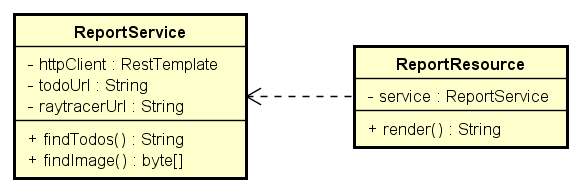 ReportService
- httpClient : RestTemplate
- todoUrl : String
- raytracerUrl : String
+ findTodos() : String
+ findImage() : byte[]
ReportResource
- service : ReportService
+ render() : String